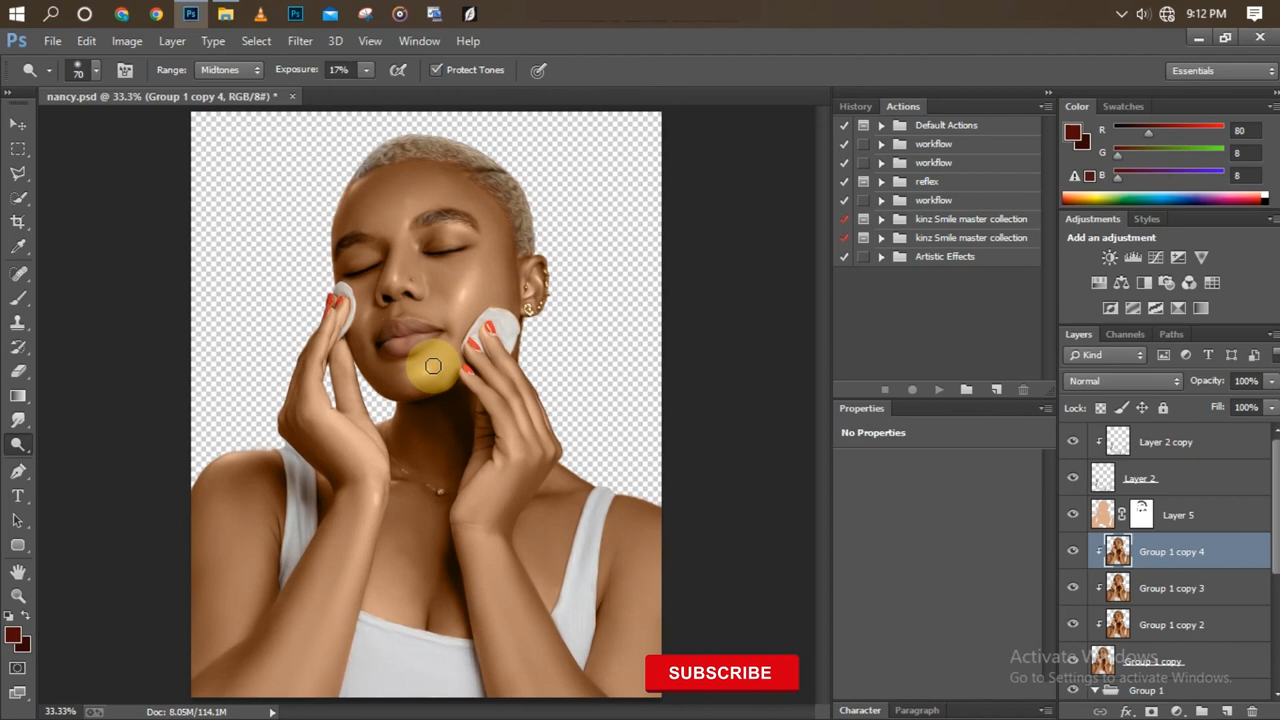 9:12 PM
Ps File Edit Image Layer Type Select Filter 3D View Window Help
70 Range: Midtones Exposure: 17% Protect Tones Essentials
nancy.psd @ 33.3% (Group 1 copy 4, RGB/8#) * ×
History Actions
Default Actions
workflow
workflow
reflex
workflow
kinz Smile master collection
kinz Smile master collection
Artistic Effects
Properties
No Properties
Character Paragraph
Color Swatches
R 80
G 8
B 8
Adjustments Styles
Add an adjustment
Layers Channels Paths
Kind
Normal Opacity: 100%
Lock: Fill: 100%
Layer 2 copy
Layer 2
Layer 5
Group 1 copy 4
Group 1 copy 3
Group 1 copy 2
Group 1 copy
Group 1
Activate Windows
Go to Settings to activate Windows.
SUBSCRIBE
33.33% Doc: 8.05M/114.1M